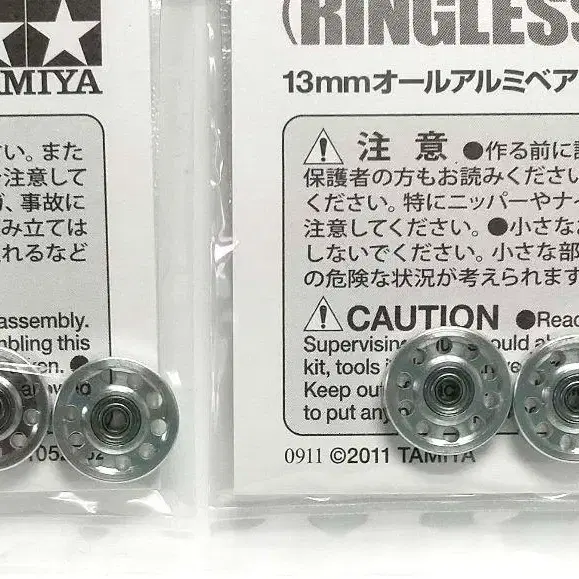 TAMIYA
い。また
注意して
事故に
み立ては
れるなど
assembly.
bling this
(RINGLESS
13mmオールアルミベア
注意 ●作る前に
保護者の方もお読みください
ください。特にニッパーやナ
注意してください。●小さな
しないでください。小さな部
の危険な状況が考えられます
CAUTION ●Read
Supervising should
kit, tools
Keep out
to put any
0911 ©2011 TAMIYA